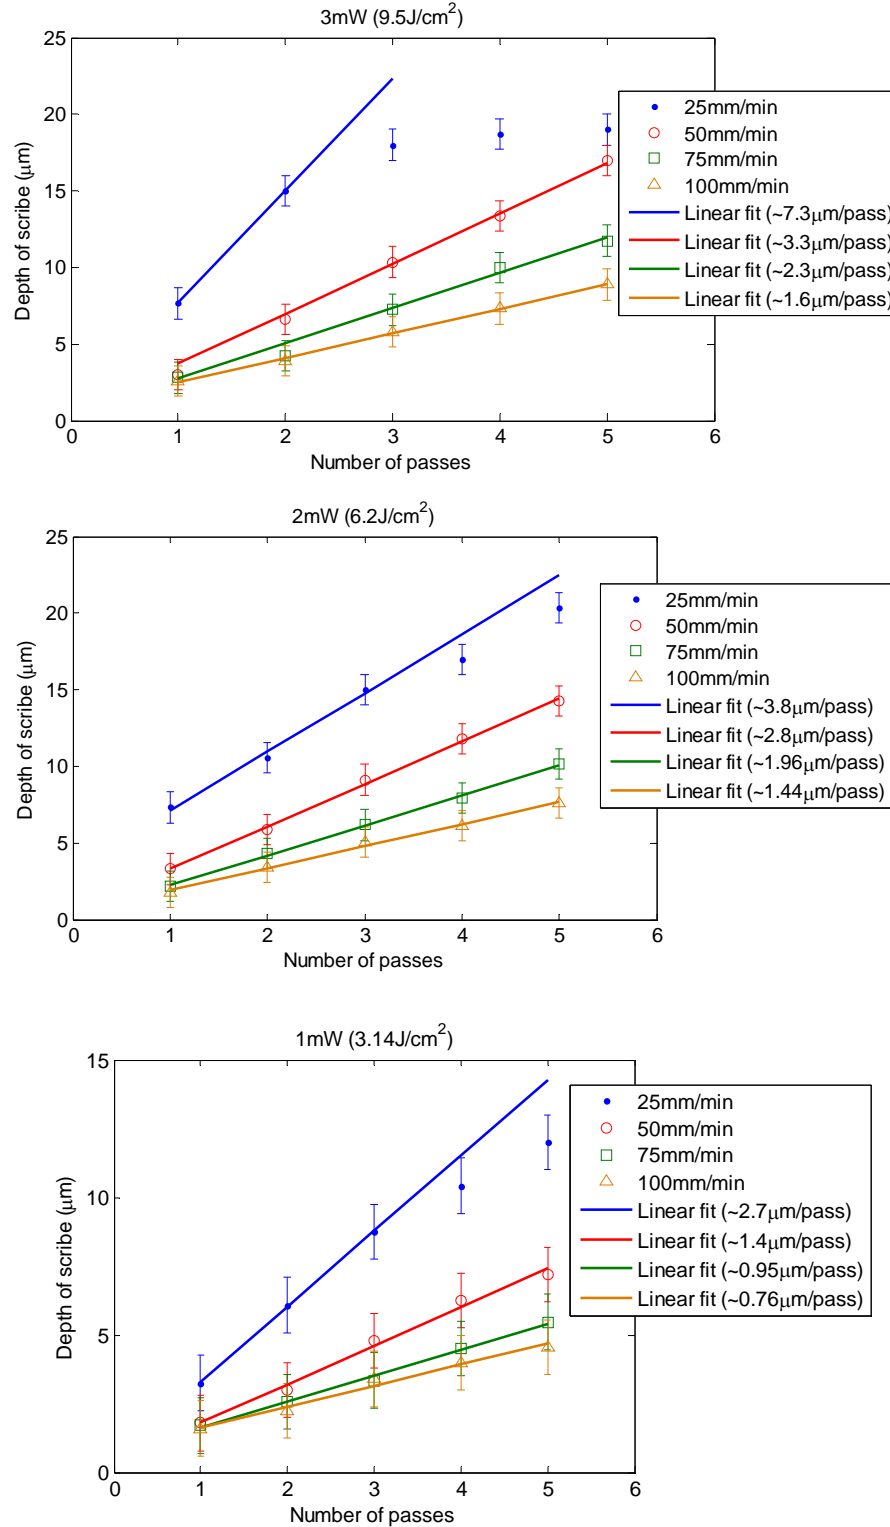 3mW (9.5J/cm²)
25
20
15
10
5
0
0 1 2 3 4 5 6
Depth of scribe (μm)
Number of passes
25mm/min
50mm/min
75mm/min
100mm/min
Linear fit (~7.3μm/pass)
Linear fit (~3.3μm/pass)
Linear fit (~2.3μm/pass)
Linear fit (~1.6μm/pass)
2mW (6.2J/cm²)
25
20
15
10
5
0
0 1 2 3 4 5 6
Depth of scribe (μm)
Number of passes
25mm/min
50mm/min
75mm/min
100mm/min
Linear fit (~3.8μm/pass)
Linear fit (~2.8μm/pass)
Linear fit (~1.96μm/pass)
Linear fit (~1.44μm/pass)
1mW (3.14J/cm²)
15
10
5
0
0 1 2 3 4 5 6
Depth of scribe (μm)
Number of passes
25mm/min
50mm/min
75mm/min
100mm/min
Linear fit (~2.7μm/pass)
Linear fit (~1.4μm/pass)
Linear fit (~0.95μm/pass)
Linear fit (~0.76μm/pass)